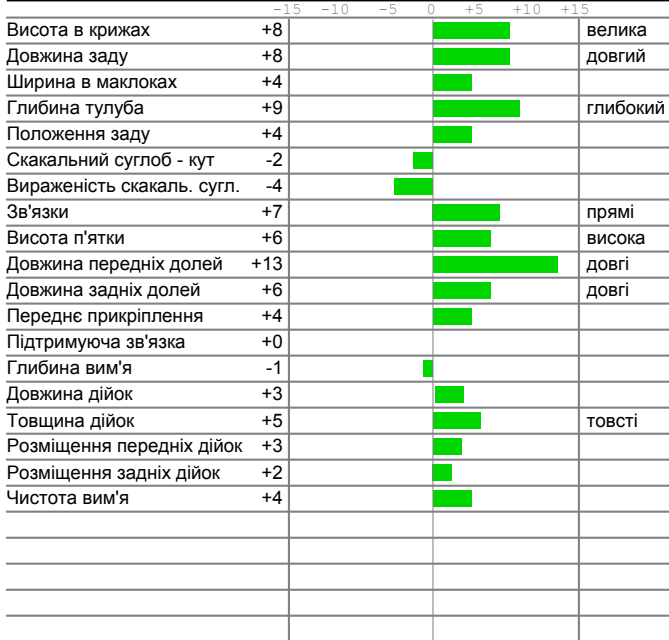 -15 -10 -5 0 +5 +10 +15
Висота в крижах +8 велика
Довжина заду +8 довгий
Ширина в маклоках +4
Глибина тулуба +9 глибокий
Положення заду +4
Скакальний суглоб - кут -2
Вираженість скакаль. сугл. -4
Зв'язки +7 прямі
Висота п'ятки +6 висока
Довжина передніх долей +13 довгі
Довжина задніх долей +6 довгі
Переднє прикріплення +4
Підтримуюча зв'язка +0
Глибина вим'я -1
Довжина дійок +3
Товщина дійок +5 товсті
Розміщення передніх дійок +3
Розміщення задніх дійок +2
Чистота вим'я +4